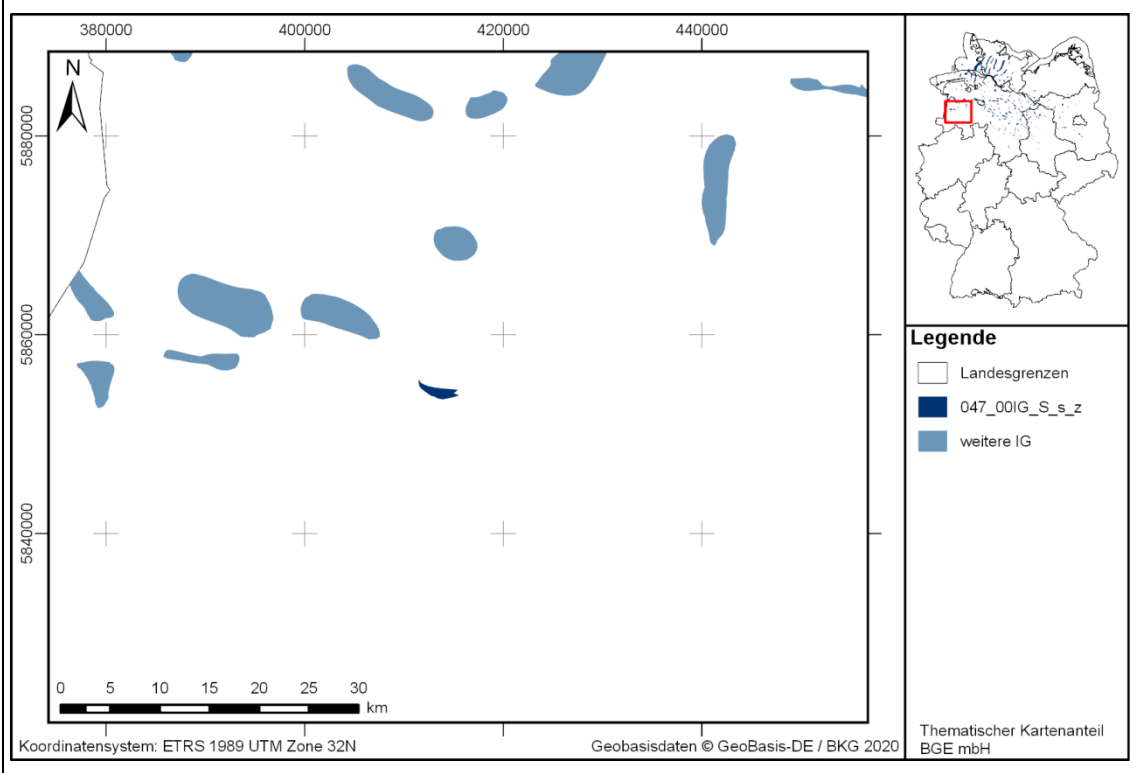 380000 400000 420000 440000
N
5880000
5860000
5840000
0 5 10 15 20 25 30
km
Koordinatensystem: ETRS 1989 UTM Zone 32N
Geobasisdaten © GeoBasis-DE / BKG 2020
Legende
Landesgrenzen
047_00IG_S_s_z
weitere IG
Thematischer Kartenanteil
BGE mbH